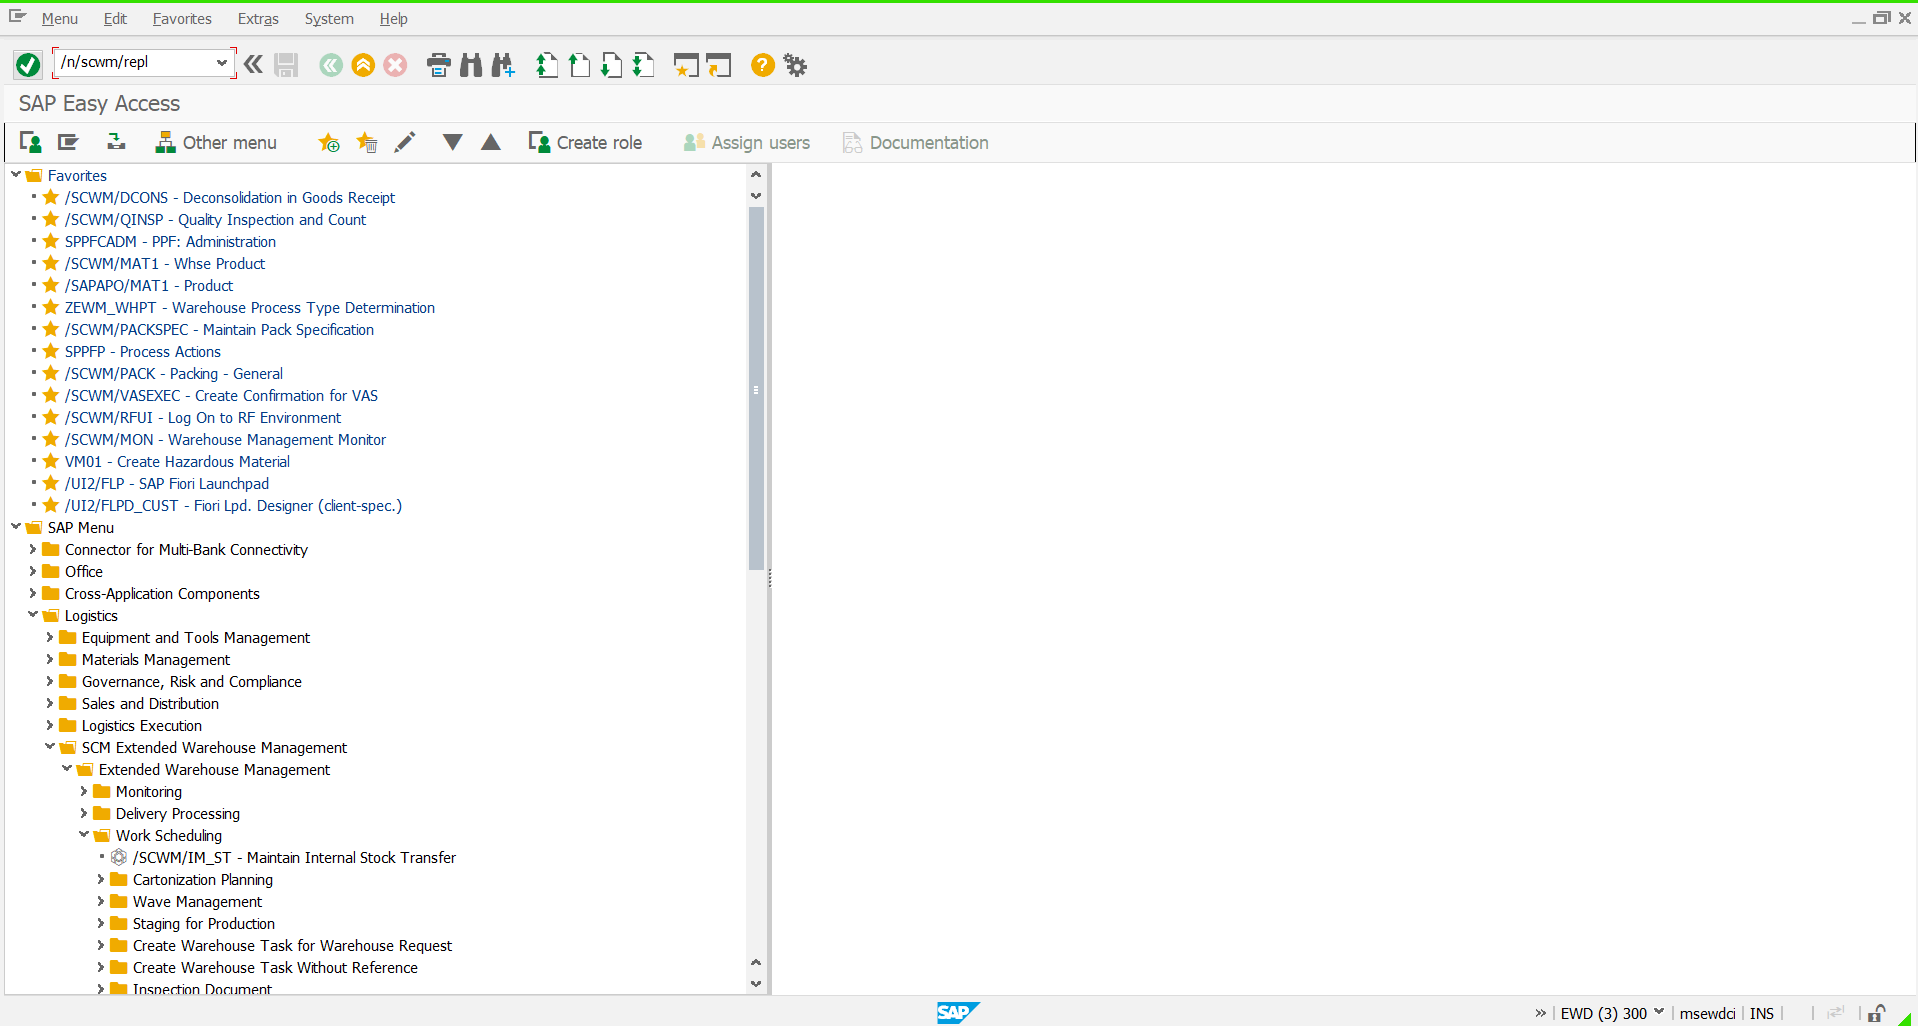 Menu Edit Favorites Extras System Help
/n/scwm/repl
SAP Easy Access
Other menu Create role Assign users Documentation
Favorites
/SCWM/DCONS - Deconsolidation in Goods Receipt
/SCWM/QINSP - Quality Inspection and Count
SPPFCADM - PPF: Administration
/SCWM/MAT1 - Whse Product
/SAPAPO/MAT1 - Product
ZEWM_WHPT - Warehouse Process Type Determination
/SCWM/PACKSPEC - Maintain Pack Specification
SPPFP - Process Actions
/SCWM/PACK - Packing - General
/SCWM/VASEXEC - Create Confirmation for VAS
/SCWM/RFUI - Log On to RF Environment
/SCWM/MON - Warehouse Management Monitor
VM01 - Create Hazardous Material
/UI2/FLP - SAP Fiori Launchpad
/UI2/FLPD_CUST - Fiori Lpd. Designer (client-spec.)
SAP Menu
Connector for Multi-Bank Connectivity
Office
Cross-Application Components
Logistics
Equipment and Tools Management
Materials Management
Governance, Risk and Compliance
Sales and Distribution
Logistics Execution
SCM Extended Warehouse Management
Extended Warehouse Management
Monitoring
Delivery Processing
Work Scheduling
/SCWM/IM_ST - Maintain Internal Stock Transfer
Cartonization Planning
Wave Management
Staging for Production
Create Warehouse Task for Warehouse Request
Create Warehouse Task Without Reference
Inspection Document
SAP EWD (3) 300 msewdci INS